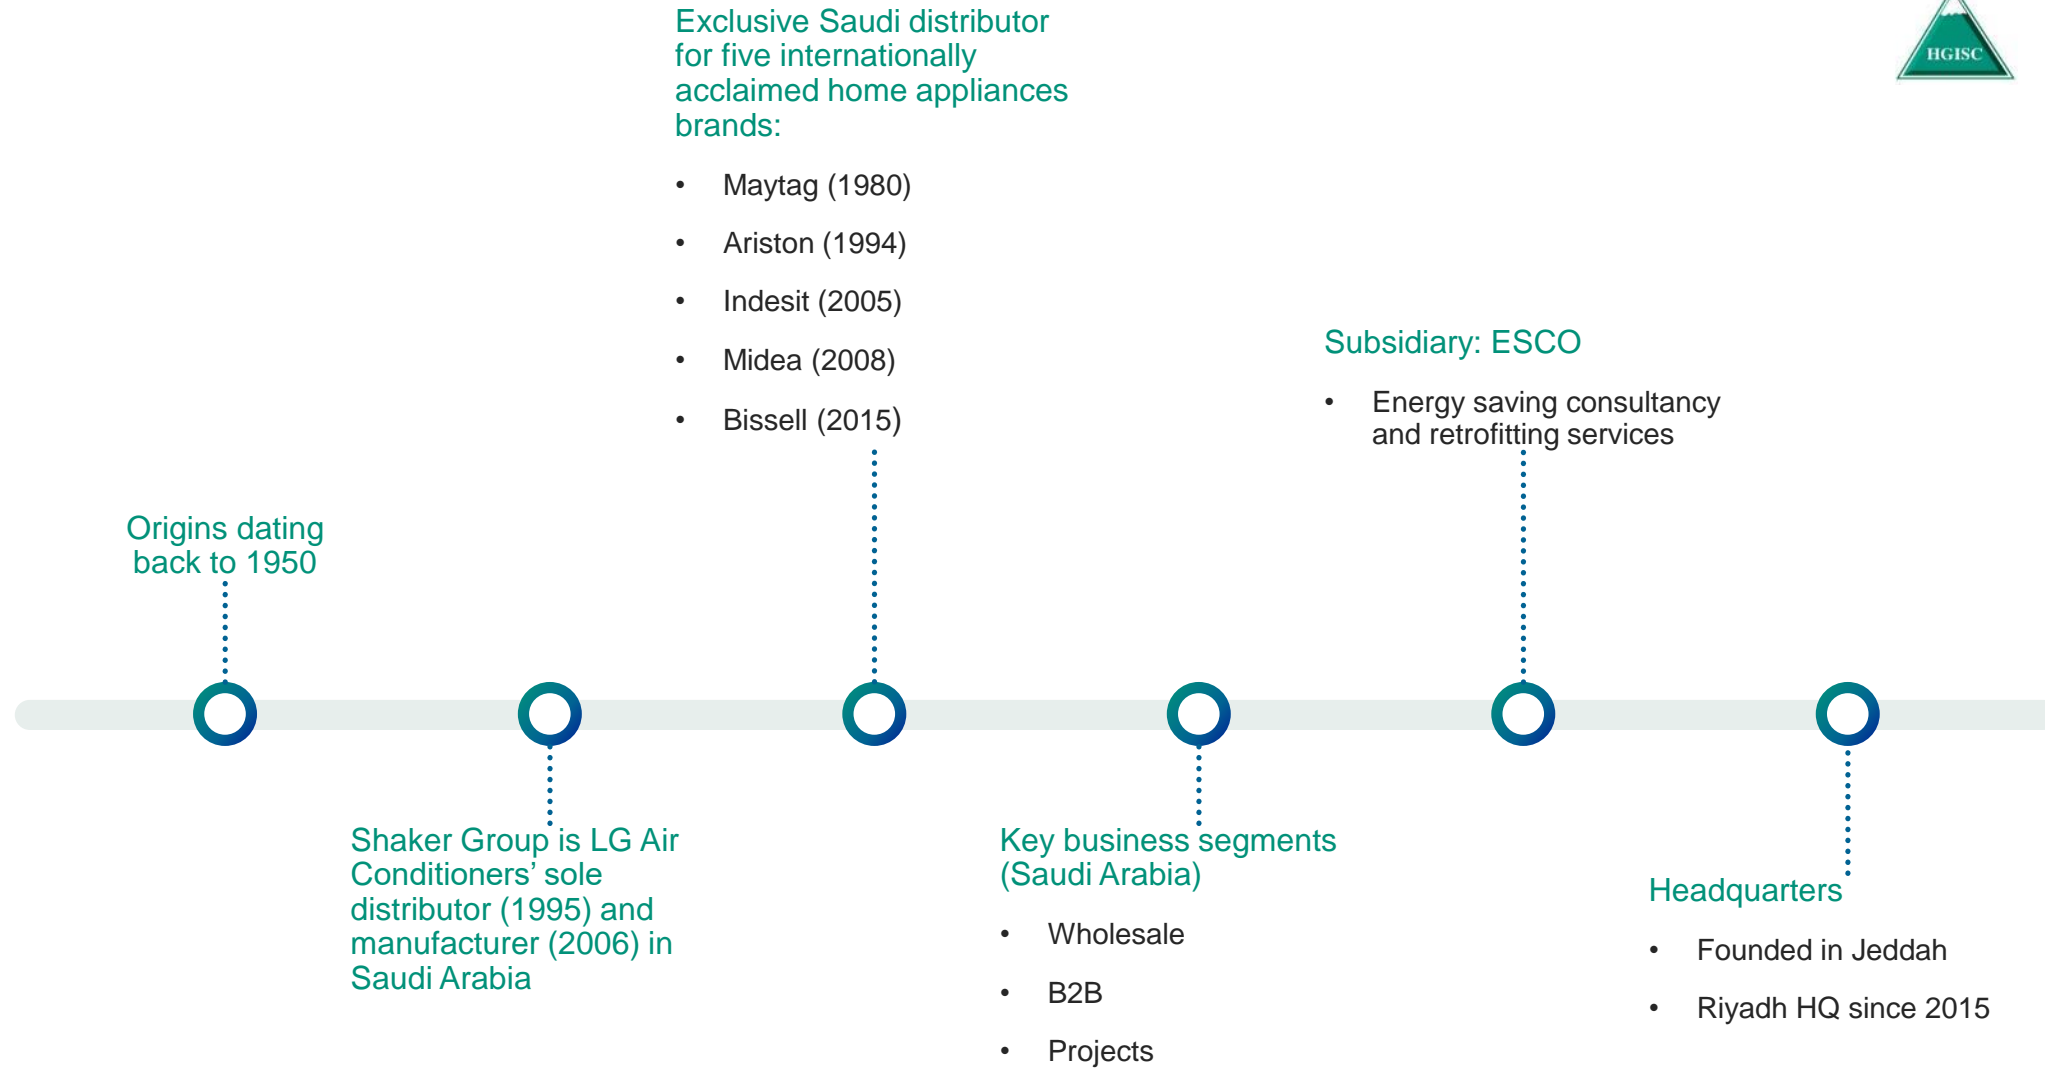 Exclusive Saudi distributor
for five internationally
acclaimed home appliances
brands:
• Maytag (1980)
• Ariston (1994)
• Indesit (2005)
• Midea (2008)
• Bissell (2015)
HGISC
Subsidiary: ESCO
• Energy saving consultancy
and retrofitting services
Origins dating
back to 1950
Shaker Group is LG Air
Conditioners’ sole
distributor (1995) and
manufacturer (2006) in
Saudi Arabia
Key business segments
(Saudi Arabia)
• Wholesale
• B2B
• Projects
Headquarters
• Founded in Jeddah
• Riyadh HQ since 2015